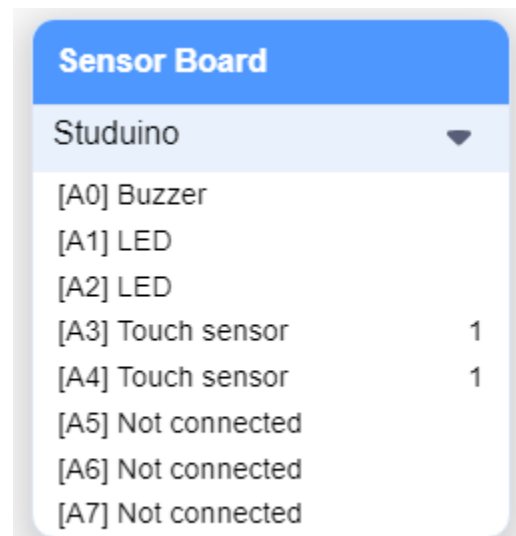 Sensor Board
Studuino
[A0] Buzzer
[A1] LED
[A2] LED
[A3] Touch sensor 1
[A4] Touch sensor 1
[A5] Not connected
[A6] Not connected
[A7] Not connected